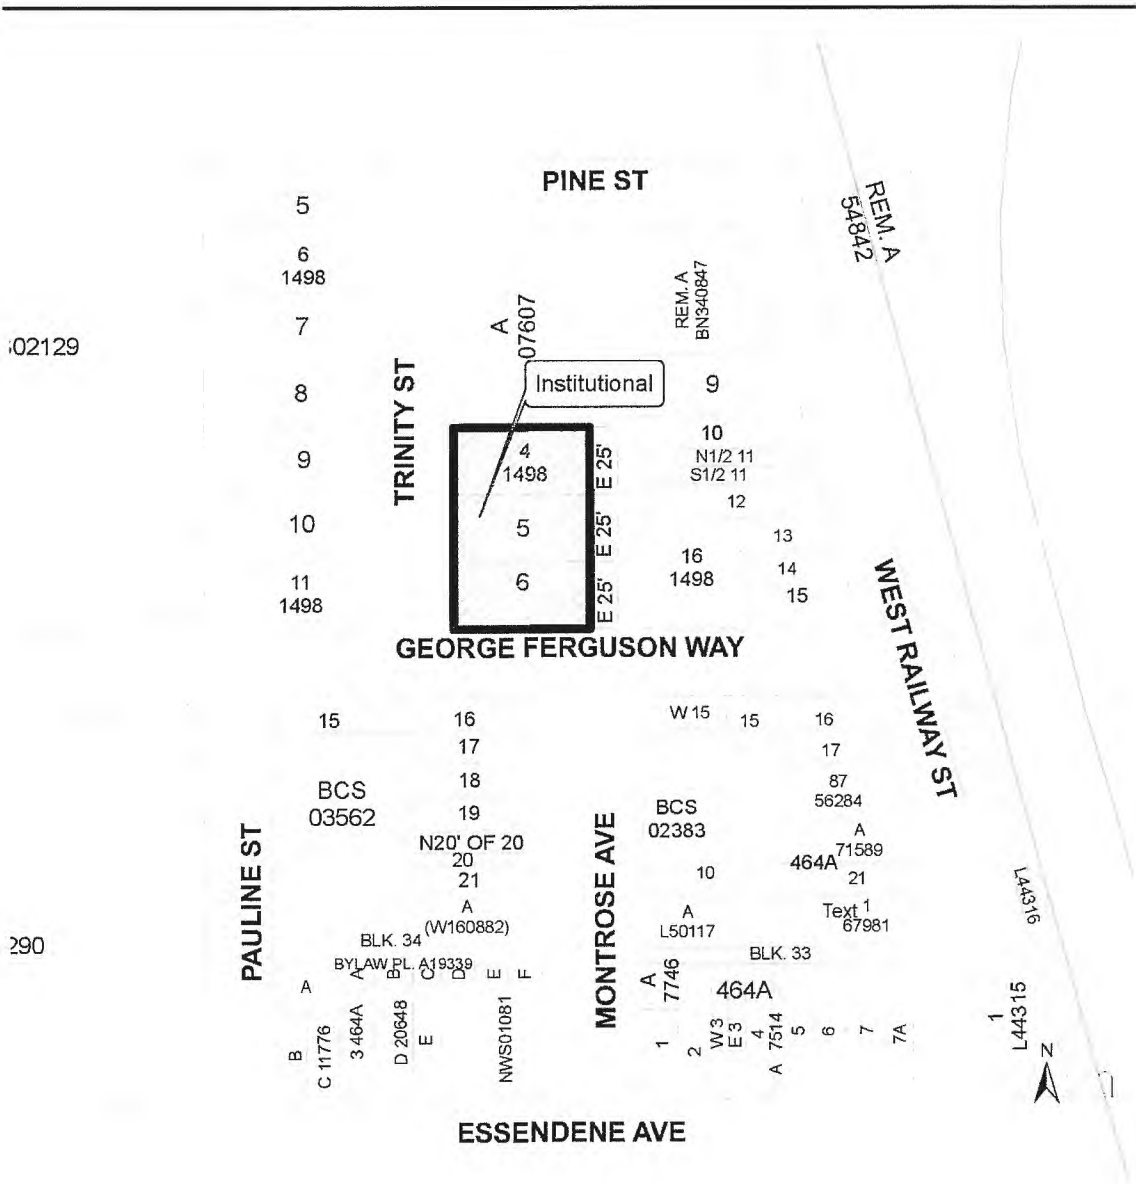 PINE ST
5
6
1498
7
8
9
10
11
1498
02129
TRINITY ST
A
07607
Institutional
4
1498
5
6
E 25'
E 25'
E 25'
REM. A
BN340847
9
10
N1/2 11
S1/2 11
12
13
14
15
16
1498
REM. A
54842
WEST RAILWAY ST
GEORGE FERGUSON WAY
15
BCS
03562
16
17
18
19
N20' OF 20
20
21
A
(W160882)
BLK. 34
BYLAW PL. A19339
PAULINE ST
290
A
B
C 11776
A
3 464A
B
D 20648
C
E
D
E
F
NWS01081
MONTROSE AVE
W 15
15
16
17
87
56284
BCS
02383
A
71589
464A
21
10
Text 1
67981
A
L50117
BLK. 33
A
7746
464A
1
2
W 3
E 3
4
A 7514
5
6
7
7A
L44316
1
L44315
N
ESSENDENE AVE